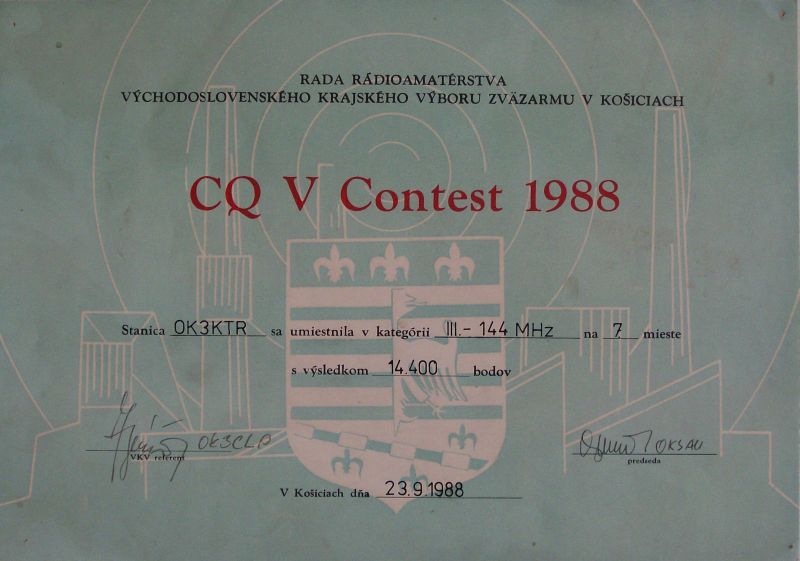 RADA RÁDIOAMATÉRSTVA
VÝCHODOSLOVENSKÉHO KRAJSKÉHO VÝBORU ZVÄZARMU V KOŠICIACH
CQ V Contest 1988
Stanica OK3KTR sa umiestnila v kategórii III.- 144 MHz na 7. mieste
s výsledkom 14.400 bodov
OK3CLP
VKV referent
OK3AU
predseda
V Košiciach dňa 23.9.1988